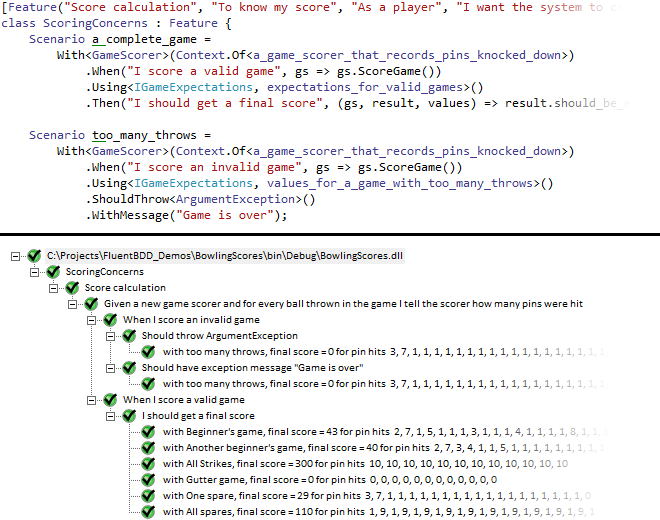 [Feature("Score calculation", "To know my score", "As a player", "I want the system to c
class ScoringConcerns : Feature {
Scenario a_complete_game =
With<GameScorer>(Context.Of<a_game_scorer_that_records_pins_knocked_down>)
.When("I score a valid game", gs => gs.ScoreGame())
.Using<IGameExpectations, expectations_for_valid_games>()
.Then("I should get a final score", (gs, result, values) => result.should_be_
Scenario too_many_throws =
With<GameScorer>(Context.Of<a_game_scorer_that_records_pins_knocked_down>)
.When("I score an invalid game", gs => gs.ScoreGame())
.Using<IGameExpectations, values_for_a_game_with_too_many_throws>()
.ShouldThrow<ArgumentException>()
.WithMessage("Game is over");
C:\Projects\FluentBDD_Demos\BowlingScores\bin\Debug\BowlingScores.dll
ScoringConcerns
Score calculation
Given a new game scorer and for every ball thrown in the game I tell the scorer how many pins were hit
When I score an invalid game
Should throw ArgumentException
with too many throws, final score = 0 for pin hits 3, 7, 1, 1, 1, 1, 1, 1, 1, 1, 1, 1, 1, 1, 1, 1, 1, 1, 1
Should have exception message "Game is over"
with too many throws, final score = 0 for pin hits 3, 7, 1, 1, 1, 1, 1, 1, 1, 1, 1, 1, 1, 1, 1, 1, 1, 1, 1
When I score a valid game
I should get a final score
with Beginner's game, final score = 43 for pin hits 2, 7, 1, 5, 1, 1, 1, 3, 1, 1, 1, 4, 1, 1, 1, 1, 8, 1, 1,
with Another beginner's game, final score = 40 for pin hits 2, 7, 3, 4, 1, 1, 5, 1, 1, 1, 1, 1, 1, 1, 1,
with All Strikes, final score = 300 for pin hits 10, 10, 10, 10, 10, 10, 10, 10, 10, 10, 10, 10
with Gutter game, final score = 0 for pin hits 0, 0, 0, 0, 0, 0, 0, 0, 0, 0, 0
with One spare, final score = 29 for pin hits 3, 7, 1, 1, 1, 1, 1, 1, 1, 1, 1, 1, 1, 1, 1, 1, 1, 1, 1, 0
with All spares, final score = 110 for pin hits 1, 9, 1, 9, 1, 9, 1, 9, 1, 9, 1, 9, 1, 9, 1, 9, 1, 9, 1, 9, 1